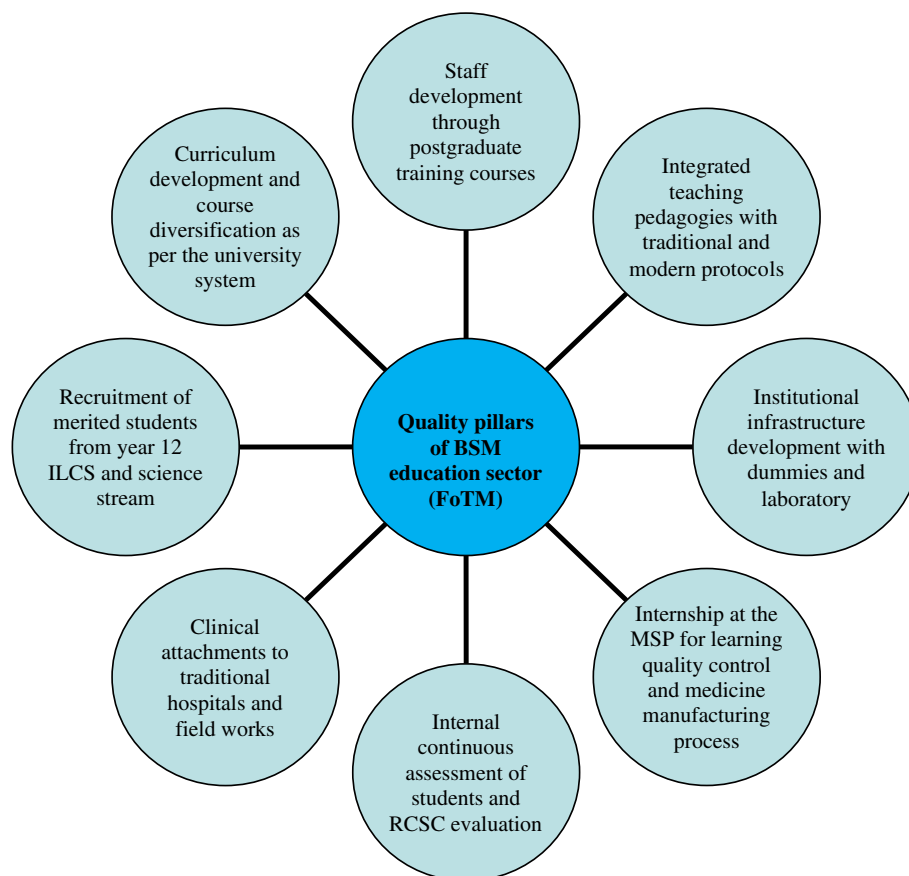 Staff
development
through
postgraduate
training courses
Integrated
teaching
pedagogies with
traditional and
modern protocols
Institutional
infrastructure
development with
dummies and
laboratory
Internship at the
MSP for learning
quality control
and medicine
manufacturing
process
Internal
continuous
assessment of
students and
RCSC evaluation
Clinical
attachments to
traditional
hospitals and
field works
Recruitment of
merited students
from year 12
ILCS and science
stream
Curriculum
development and
course
diversification as
per the university
system
Quality pillars
of BSM
education sector
(FoTM)